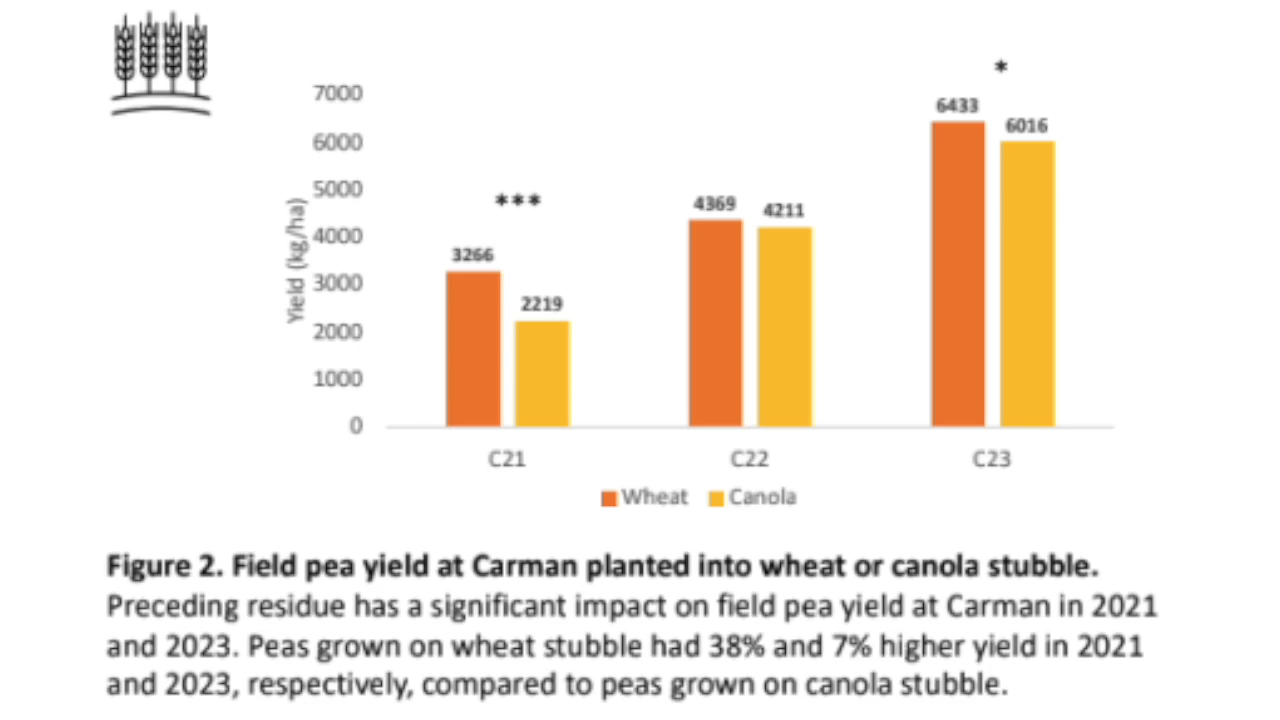 *
7000
6433
6016
6000
5000
***
4369
4211
4000
3266
3000
2219
2000
1000
0
Yield (kg/ha)
C21 C22 C23
Wheat Canola
Figure 2. Field pea yield at Carman planted into wheat or canola stubble.
Preceding residue has a significant impact on field pea yield at Carman in 2021
and 2023. Peas grown on wheat stubble had 38% and 7% higher yield in 2021
and 2023, respectively, compared to peas grown on canola stubble.